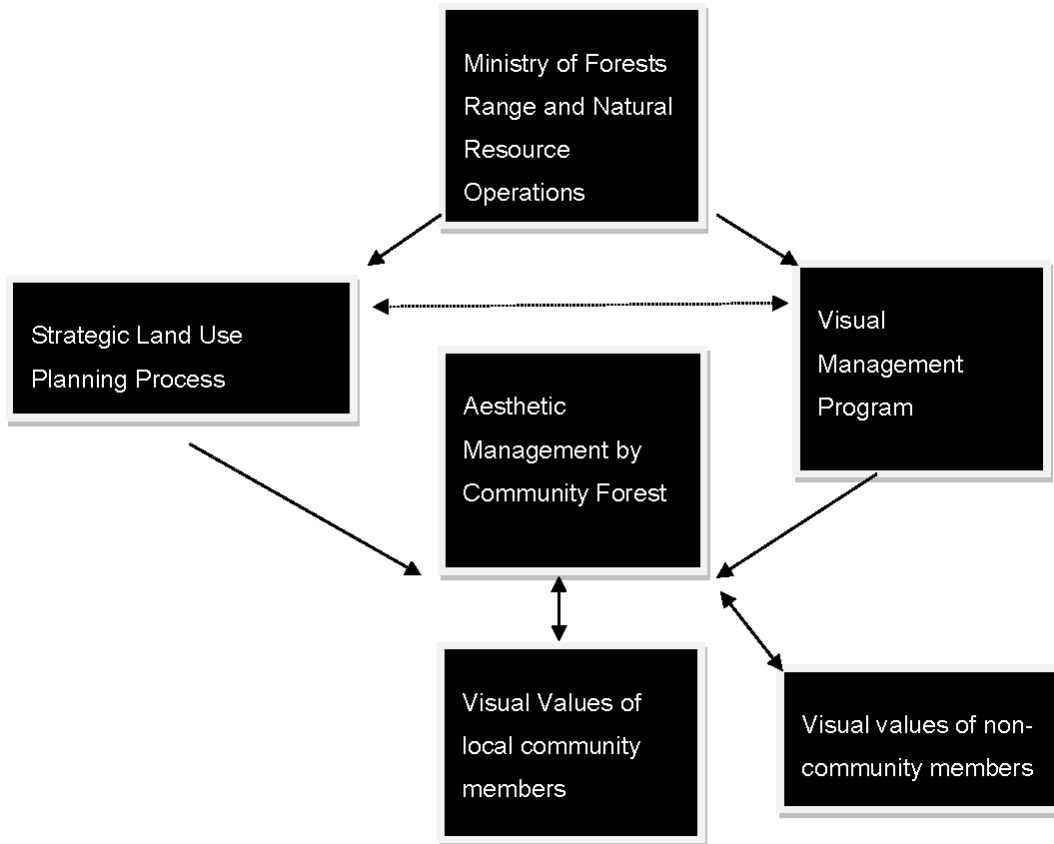 Ministry of Forests
Range and Natural
Resource
Operations
Strategic Land Use
Planning Process
Visual
Management
Program
Aesthetic
Management by
Community Forest
Visual Values of
local community
members
Visual values of non-
community members